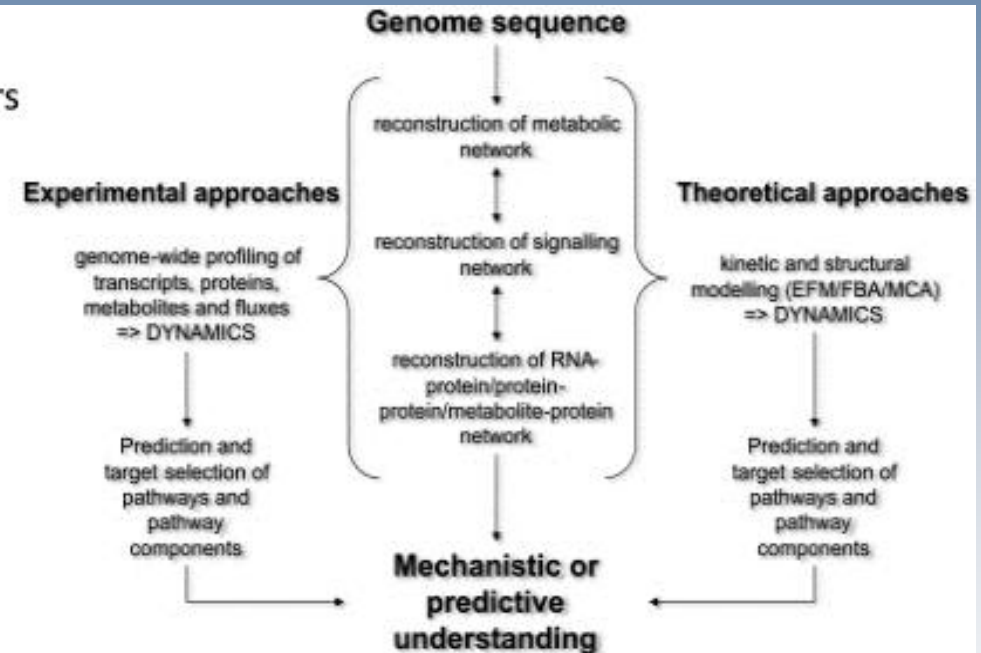 Genome sequence
rs
reconstruction of metabolic
network
Experimental approaches
Theoretical approaches
genome-wide profiling of
transcripts, proteins,
metabolites and fluxes
=> DYNAMICS
reconstruction of signalling
network
kinetic and structural
modelling (EFM/FBA/MCA)
=> DYNAMICS
reconstruction of RNA-
protein/protein-
protein/metabolite-protein
network
Prediction and
target selection of
pathways and
pathway
components
Prediction and
target selection of
pathways and
pathway
components
Mechanistic or
predictive
understanding